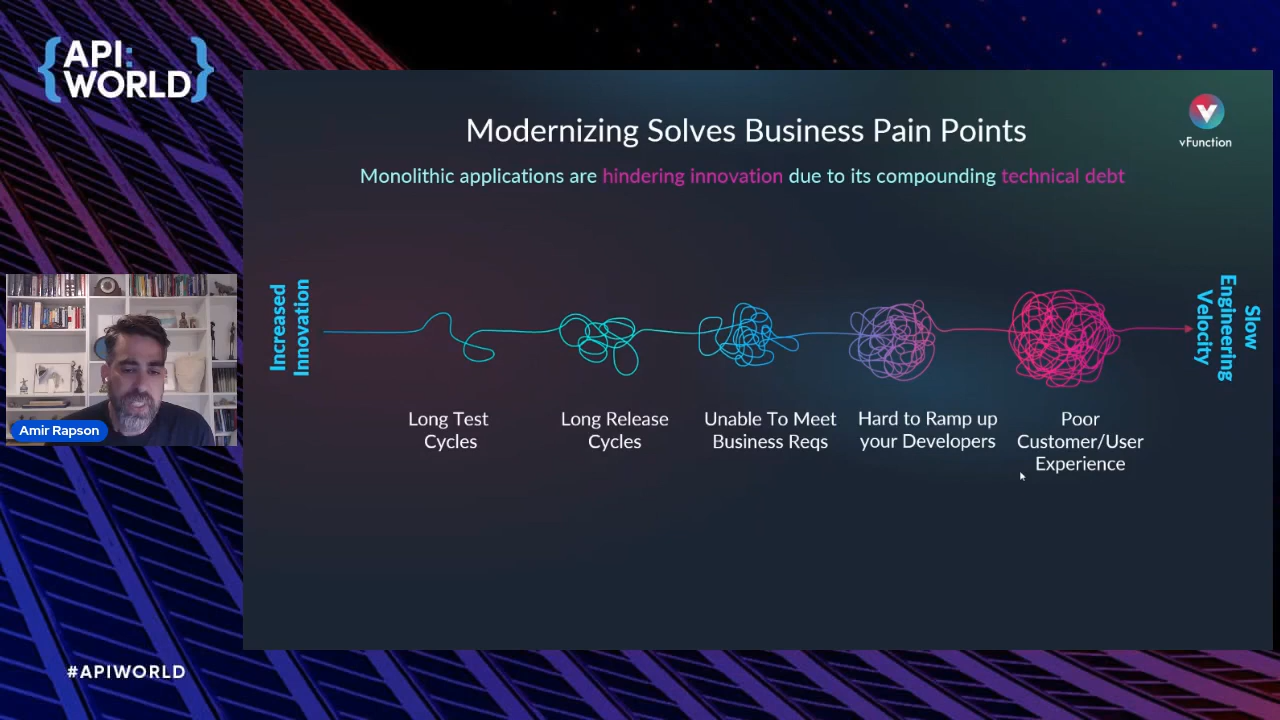 {API:
WORLD}
Modernizing Solves Business Pain Points
vFunction
Monolithic applications are hindering innovation due to its compounding technical debt
Increased
Innovation
Slow
Engineering
Velocity
Long Test
Cycles
Long Release
Cycles
Unable To Meet
Business Reqs
Hard to Ramp up
your Developers
Poor
Customer/User
Experience
Amir Rapson
#APIWORLD